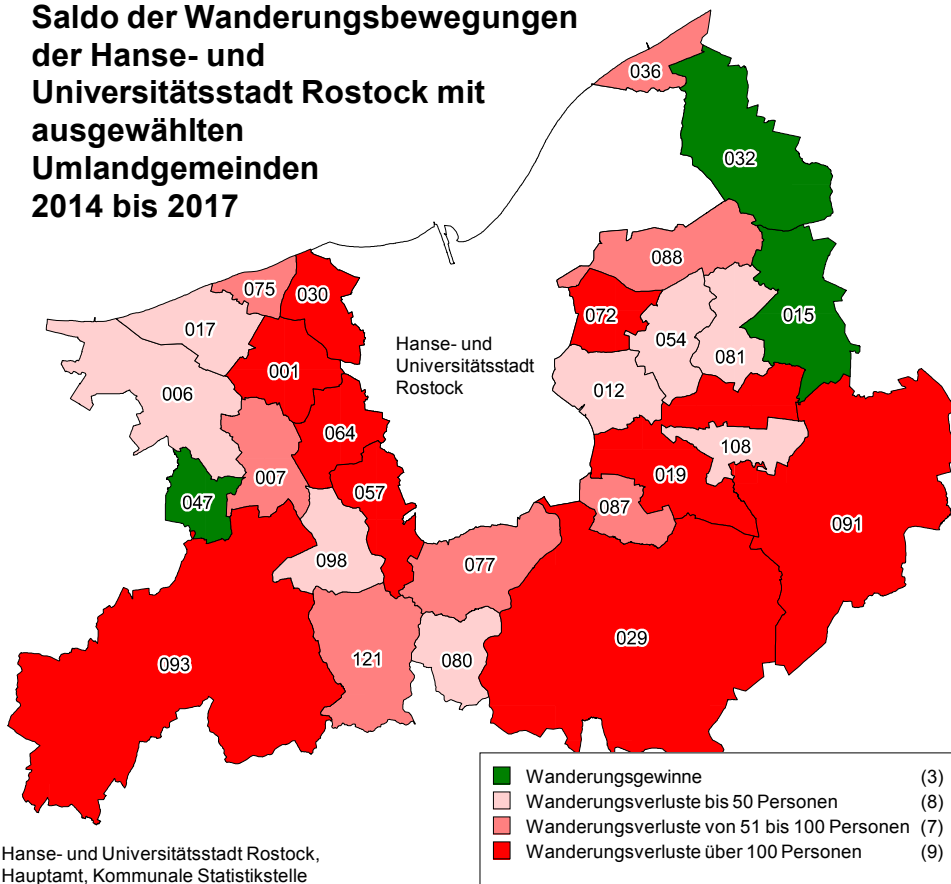 Saldo der Wanderungsbewegungen
der Hanse- und
Universitätsstadt Rostock mit
ausgewählten
Umlandgemeinden
2014 bis 2017
036
032
088
075
030
015
072
017
054
081
Hanse- und
Universitätsstadt
Rostock
001
006
012
064
108
007
019
057
047
087
091
098
077
029
093
121
080
Wanderungsgewinne (3)
Wanderungsverluste bis 50 Personen (8)
Wanderungsverluste von 51 bis 100 Personen (7)
Wanderungsverluste über 100 Personen (9)
Hanse- und Universitätsstadt Rostock,
Hauptamt, Kommunale Statistikstelle